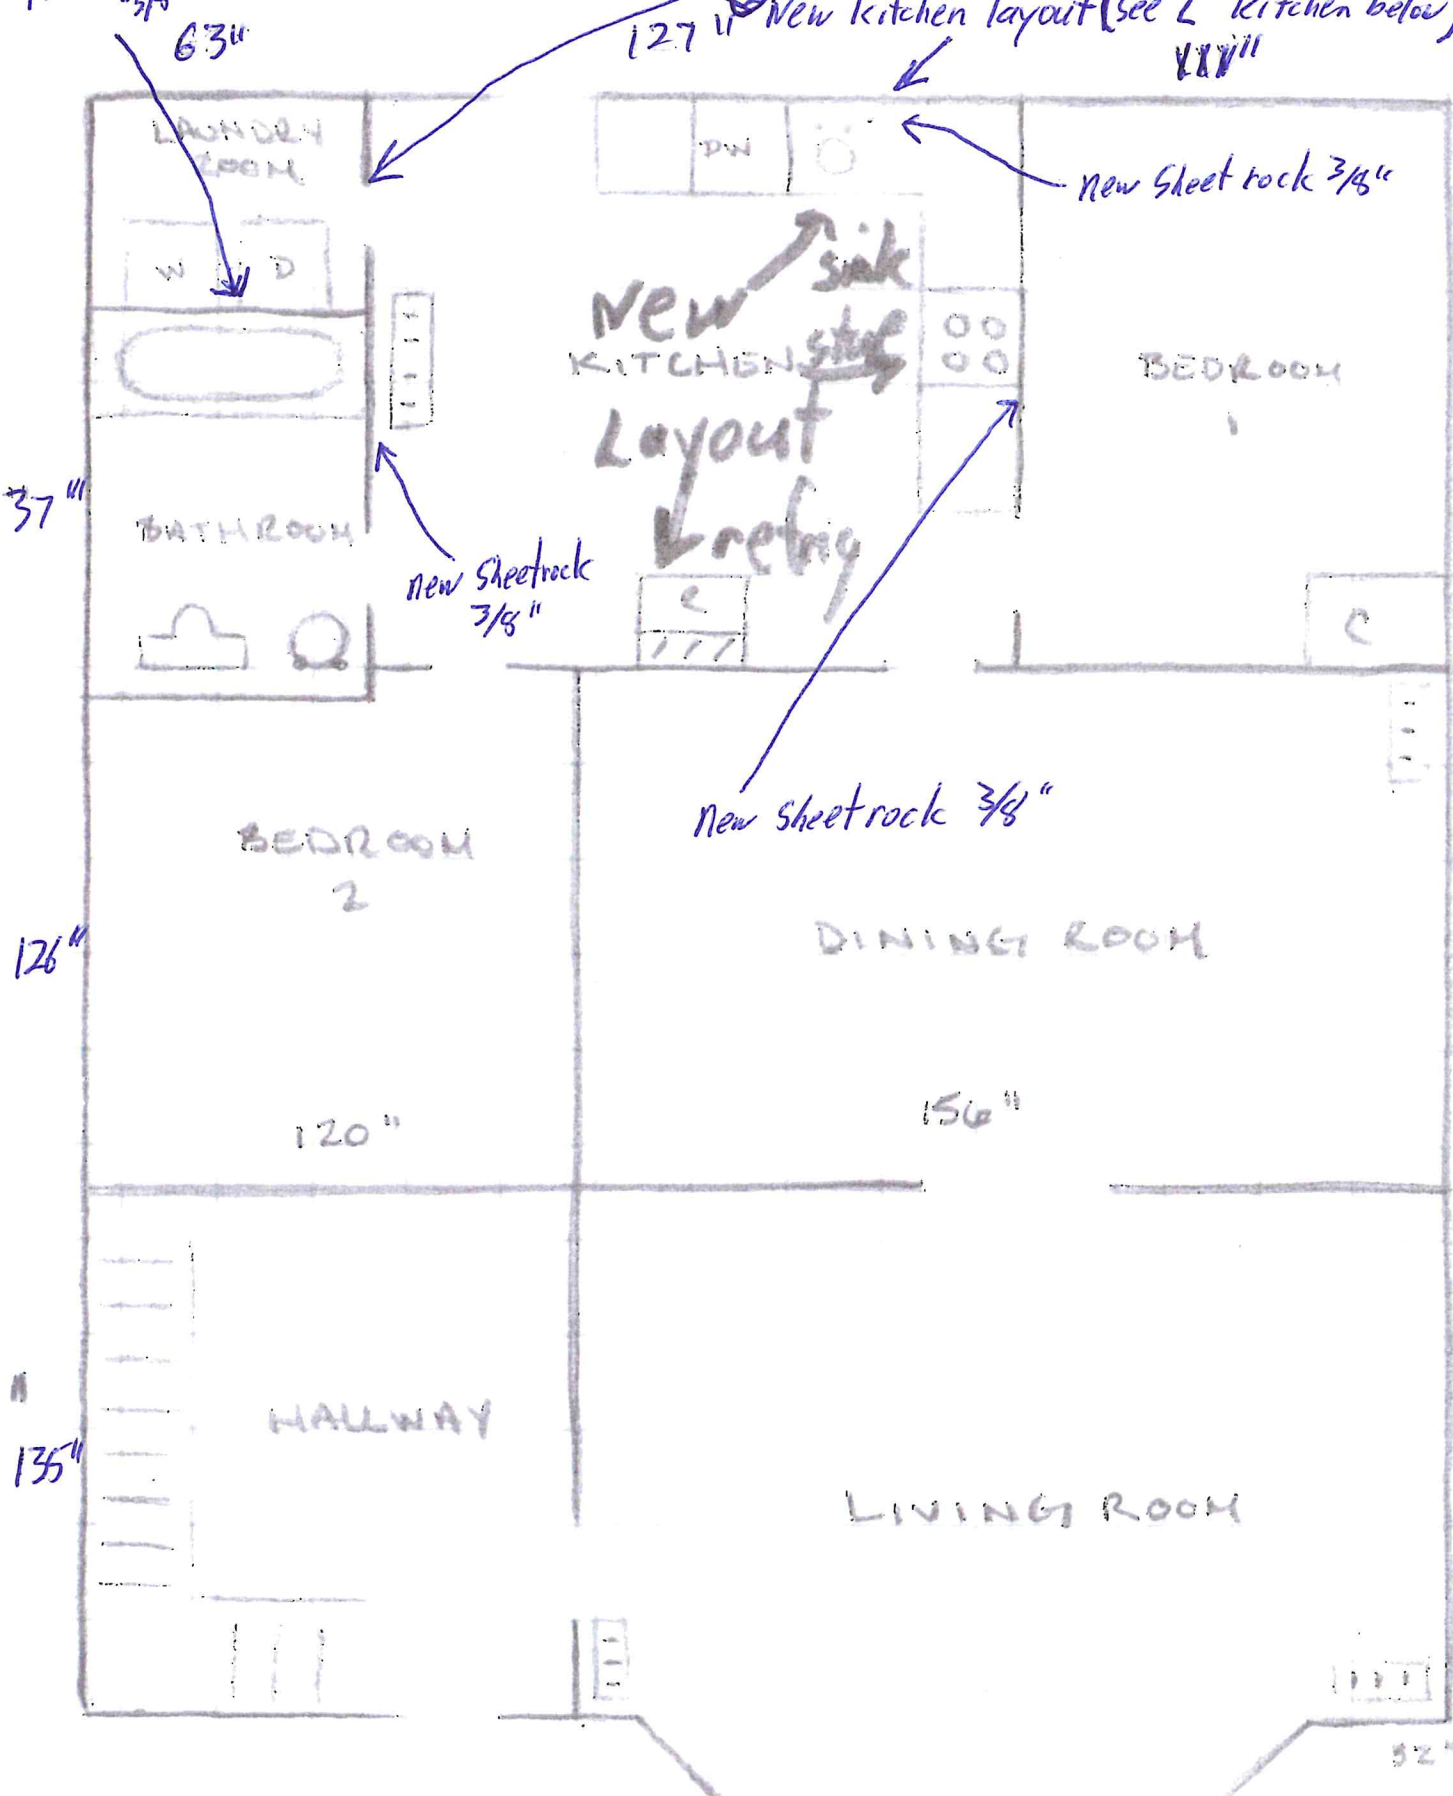 New kitchen layout (see L kitchen below)
63"
127"
LAUNDRY
ROOM
DW
new Sheet rock 3/8"
W D
New sink
KITCHEN stove
BEDROOM
1
Layout
37"
BATHROOM
refrig
new Sheetrock
3/8"
C
C
new Sheetrock 3/8"
BEDROOM
2
DINING ROOM
126"
120"
156"
HALLWAY
135"
LIVING ROOM
32"